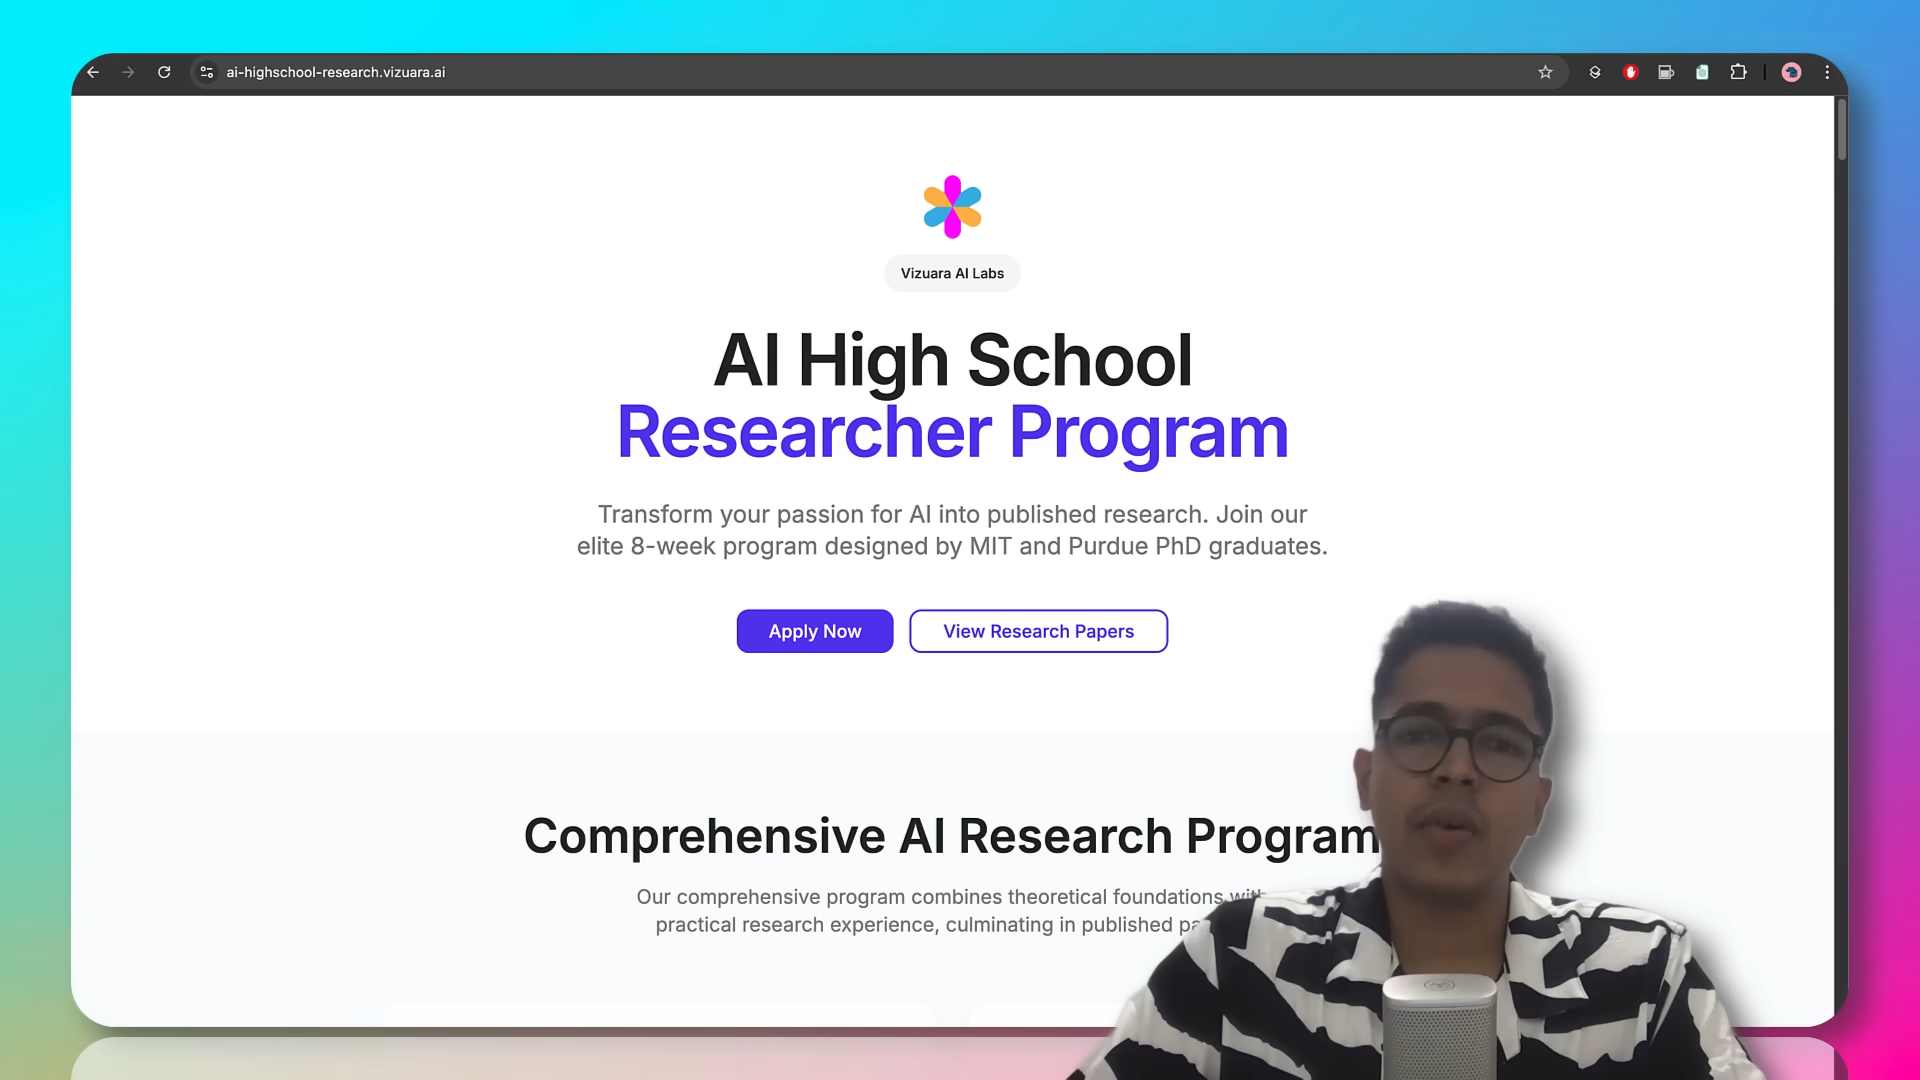 ai-highschool-research.vizuara.ai
Vizuara AI Labs
AI High School
Researcher Program
Transform your passion for AI into published research. Join our
elite 8-week program designed by MIT and Purdue PhD graduates.
Apply Now
View Research Papers
Comprehensive AI Research Program
Our comprehensive program combines theoretical foundations with
practical research experience, culminating in published